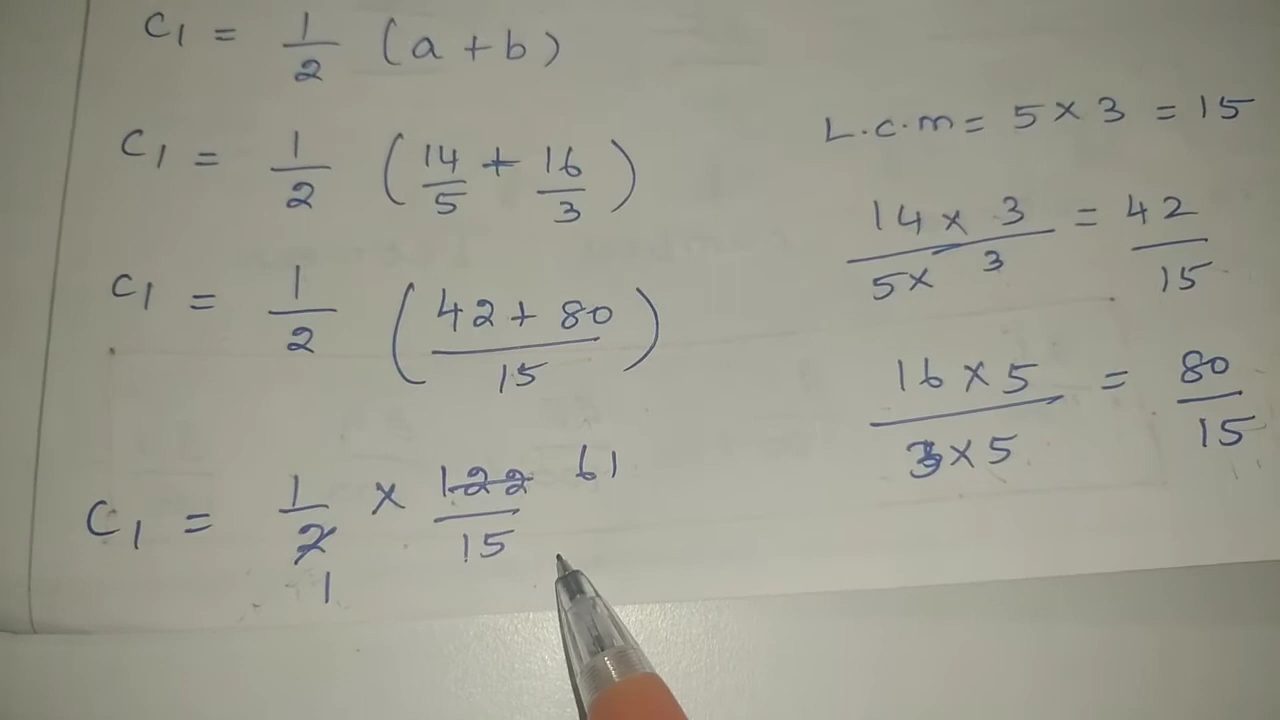 C1 = 1/2 (a + b)
C1 = 1/2 (14/5 + 16/3)
C1 = 1/2 (42 + 80 / 15)
C1 = 1/2 × 122/15 61
1
L.c.m = 5 × 3 = 15
14 × 3 / 5 × 3 = 42/15
16 × 5 / 3 × 5 = 80/15